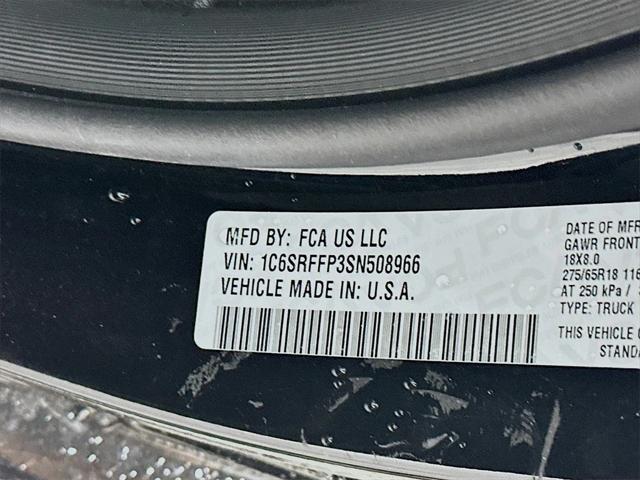 MFD BY: FCA US LLC
VIN: 1C6SRFFP3SN508966
VEHICLE MADE IN: U.S.A.
DATE OF MFR
GAWR FRONT
18X8.0
275/65R18 116
AT 250 kPa /
TYPE: TRUCK
THIS VEHICLE